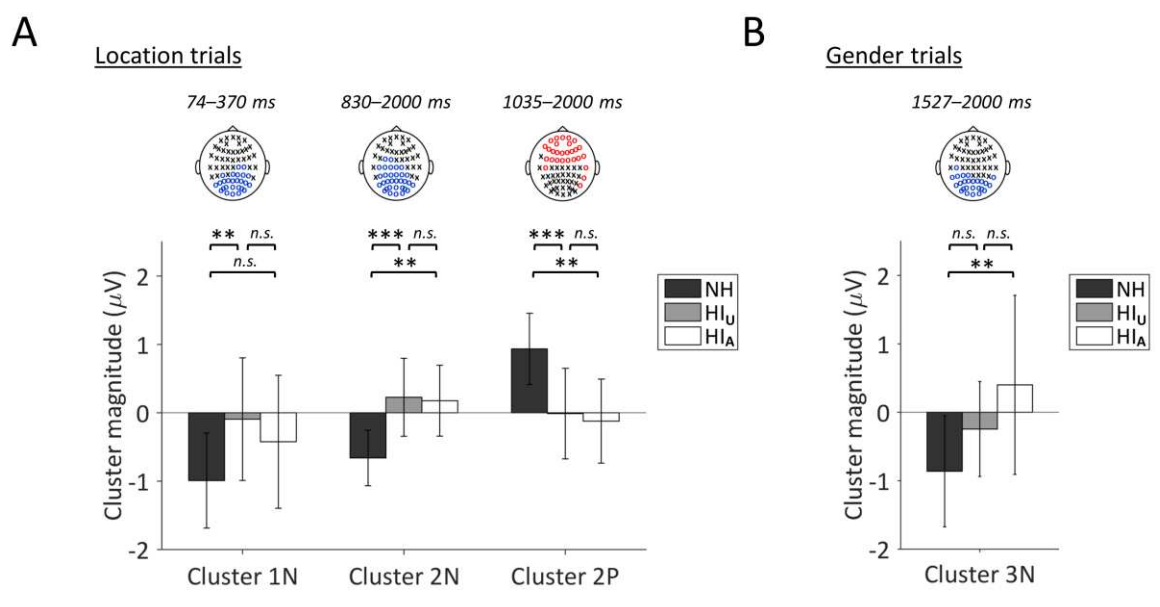 A
B
Location trials
Gender trials
74–370 ms
830–2000 ms
1035–2000 ms
1527–2000 ms
** n.s.
n.s.
*** n.s.
**
*** n.s.
**
n.s. n.s.
**
Cluster magnitude (μV)
2
1
0
-1
-2
NH
HIU
HIA
Cluster 1N
Cluster 2N
Cluster 2P
Cluster magnitude (μV)
2
1
0
-1
-2
NH
HIU
HIA
Cluster 3N